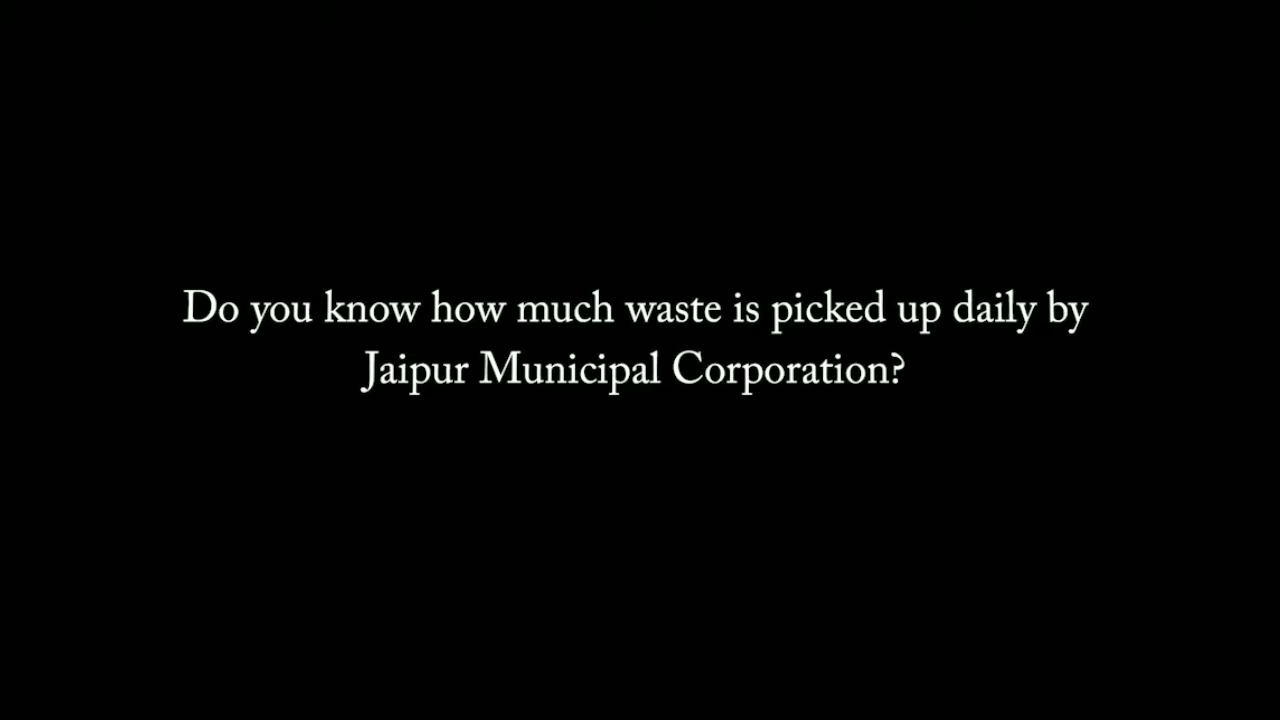 Do you know how much waste is picked up daily by
Jaipur Municipal Corporation?